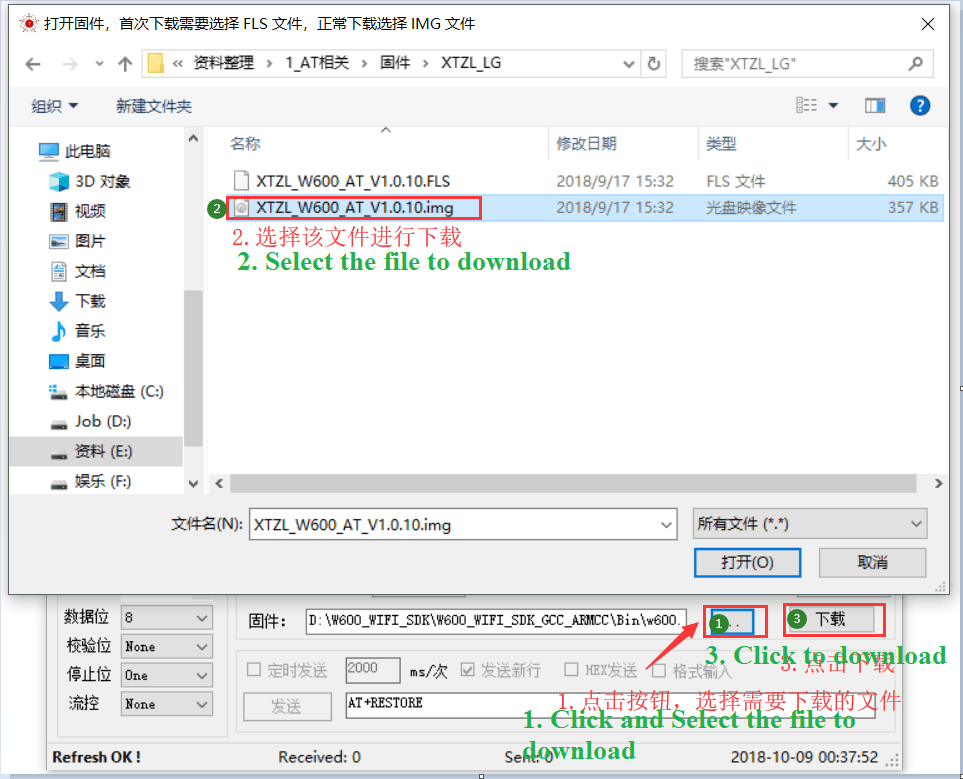 打开固件，首次下载需要选择 FLS 文件，正常下载选择 IMG 文件
« 资料整理 › 1_AT相关 › 固件 › XTZL_LG
搜索"XTZL_LG"
组织 新建文件夹
名称 修改日期 类型 大小
此电脑
3D 对象
视频
图片
文档
下载
音乐
桌面
本地磁盘 (C:)
Job (D:)
资料 (E:)
娱乐 (F:)
XTZL_W600_AT_V1.0.10.FLS 2018/9/17 15:32 FLS 文件 405 KB
2 XTZL_W600_AT_V1.0.10.img 2018/9/17 15:32 光盘映像文件 357 KB
2. 选择该文件进行下载
2. Select the file to download
文件名(N): XTZL_W600_AT_V1.0.10.img 所有文件 (*.*)
打开(O) 取消
数据位 8
校验位 None
停止位 One
流控 None
固件: D:\W600_WIFI_SDK\W600_WIFI_SDK_GCC_ARMCC\Bin\w600. 1 .. 3 下载
3. Click to download
3. 点击下载
定时发送 2000 ms/次 发送新行 HEX发送 格式输入
发送 AT+RESTORE
1. 点击按钮，选择需要下载的文件
1. Click and Select the file to
download
Refresh OK ! Received: 0 Sent: 0 2018-10-09 00:37:52